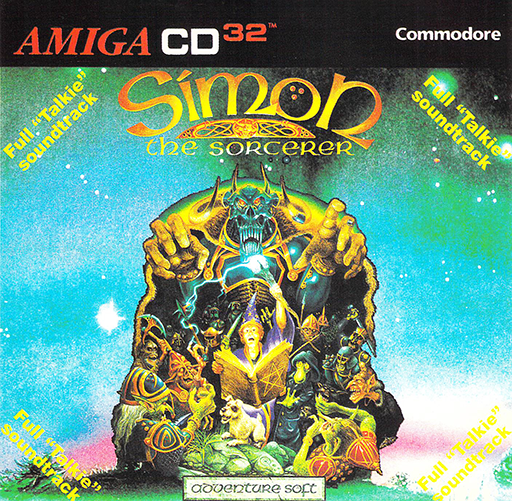 AMIGA CD32™
Commodore
Simon
the SORCERER
Full "Talkie"
soundtrack
Full "Talkie"
soundtrack
Full "Talkie"
soundtrack
Full "Talkie"
soundtrack
adventure soft